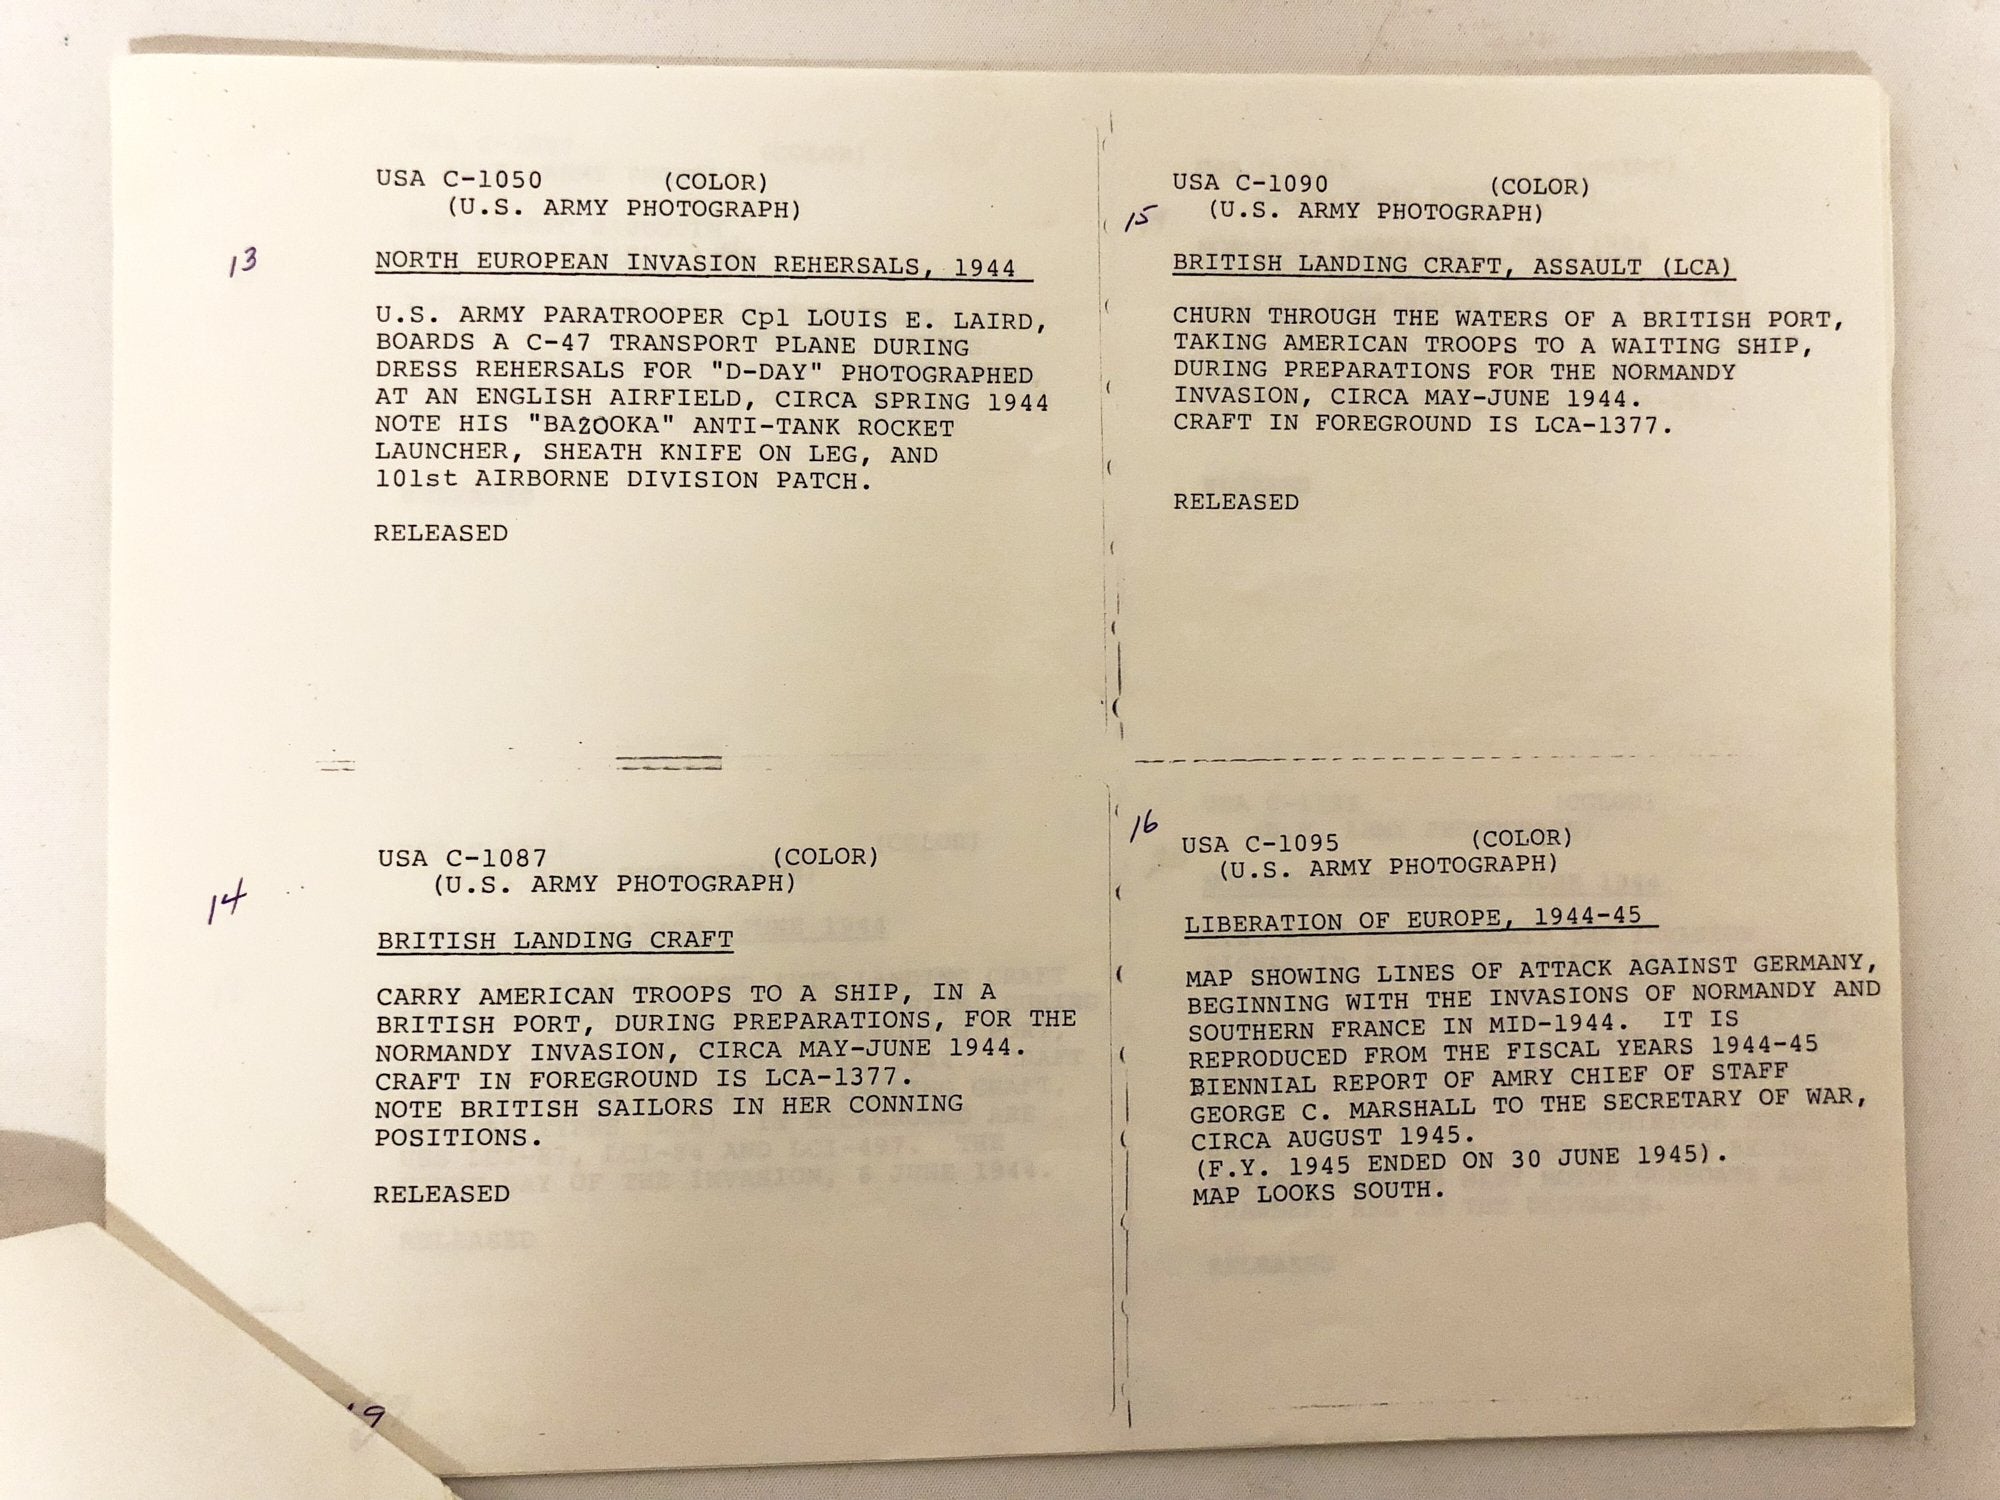 USA C-1050 (COLOR)
(U.S. ARMY PHOTOGRAPH)
13
NORTH EUROPEAN INVASION REHERSALS, 1944
U.S. ARMY PARATROOPER Cpl LOUIS E. LAIRD,
BOARDS A C-47 TRANSPORT PLANE DURING
DRESS REHERSALS FOR "D-DAY" PHOTOGRAPHED
AT AN ENGLISH AIRFIELD, CIRCA SPRING 1944
NOTE HIS "BAZOOKA" ANTI-TANK ROCKET
LAUNCHER, SHEATH KNIFE ON LEG, AND
101st AIRBORNE DIVISION PATCH.
RELEASED
USA C-1087 (COLOR)
(U.S. ARMY PHOTOGRAPH)
14
BRITISH LANDING CRAFT
CARRY AMERICAN TROOPS TO A SHIP, IN A
BRITISH PORT, DURING PREPARATIONS, FOR THE
NORMANDY INVASION, CIRCA MAY-JUNE 1944.
CRAFT IN FOREGROUND IS LCA-1377.
NOTE BRITISH SAILORS IN HER CONNING
POSITIONS.
RELEASED
USA C-1090 (COLOR)
15 (U.S. ARMY PHOTOGRAPH)
BRITISH LANDING CRAFT, ASSAULT (LCA)
CHURN THROUGH THE WATERS OF A BRITISH PORT,
TAKING AMERICAN TROOPS TO A WAITING SHIP,
DURING PREPARATIONS FOR THE NORMANDY
INVASION, CIRCA MAY-JUNE 1944.
CRAFT IN FOREGROUND IS LCA-1377.
RELEASED
16
USA C-1095 (COLOR)
(U.S. ARMY PHOTOGRAPH)
LIBERATION OF EUROPE, 1944-45
MAP SHOWING LINES OF ATTACK AGAINST GERMANY,
BEGINNING WITH THE INVASIONS OF NORMANDY AND
SOUTHERN FRANCE IN MID-1944. IT IS
REPRODUCED FROM THE FISCAL YEARS 1944-45
BIENNIAL REPORT OF AMRY CHIEF OF STAFF
GEORGE C. MARSHALL TO THE SECRETARY OF WAR,
CIRCA AUGUST 1945.
(F.Y. 1945 ENDED ON 30 JUNE 1945).
MAP LOOKS SOUTH.